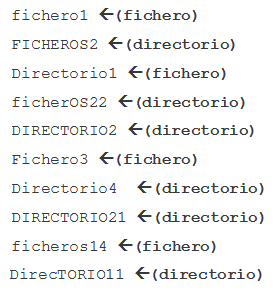 fichero1 ←(fichero)
FICHEROS2 ←(directorio)
Directorio1 ←(fichero)
ficherOS22 ←(directorio)
DIRECTORIO2 ←(directorio)
Fichero3 ←(fichero)
Directorio4 ←(directorio)
DIRECTORIO21 ←(directorio)
ficheros14 ←(fichero)
DirecTORIO11 ←(directorio)